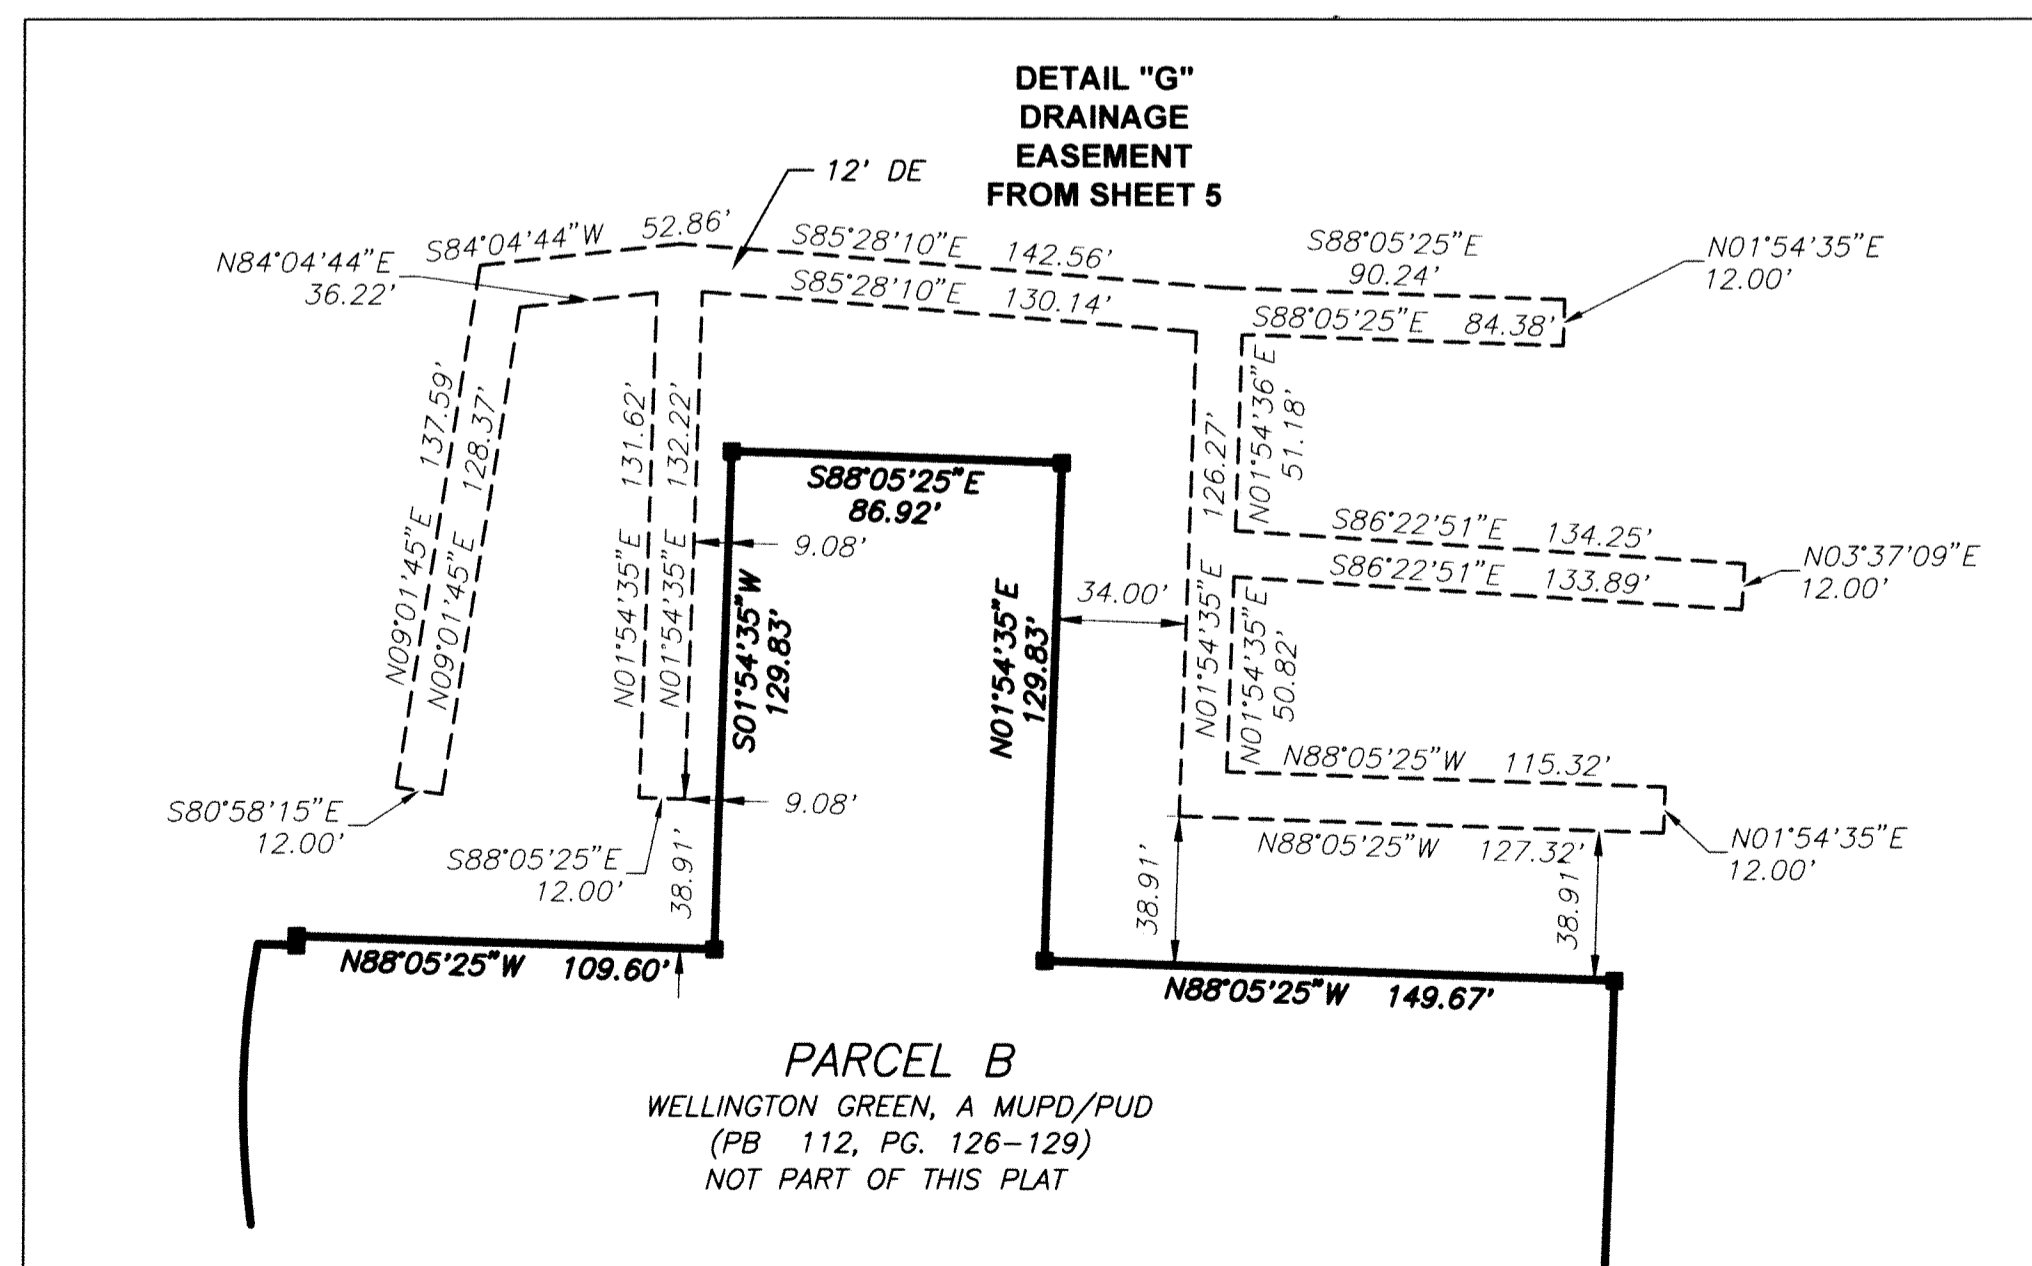 DETAIL "G"
DRAINAGE
EASEMENT
FROM SHEET 5
12' DE
N84°04'44"E
36.22'
S84°04'44"W 52.86'
S85°28'10"E 142.56'
S85°28'10"E 130.14'
S88°05'25"E
90.24'
N01°54'35"E
12.00'
S88°05'25"E 84.38'
N09°01'45"E 137.59'
N09°01'45"E 128.37'
N01°54'35"E 131.62'
N01°54'35"E 132.22'
S88°05'25"E
86.92'
9.08'
S01°54'35"W
129.83'
N01°54'35"E
129.83'
34.00'
N01°54'35"E 126.27'
N01°54'36"E
51.18'
S86°22'51"E 134.25'
S86°22'51"E 133.89'
N03°37'09"E
12.00'
N01°54'35"E
50.82'
N88°05'25"W 115.32'
N88°05'25"W 127.32'
N01°54'35"E
12.00'
S80°58'15"E
12.00'
S88°05'25"E
12.00'
9.08'
38.91'
38.91'
38.91'
N88°05'25"W 109.60'
N88°05'25"W 149.67'
PARCEL B
WELLINGTON GREEN, A MUPD/PUD
(PB 112, PG. 126-129)
NOT PART OF THIS PLAT